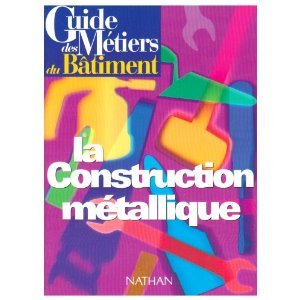 Guide
des Métiers
du Bâtiment
la
Construction
métallique
NATHAN